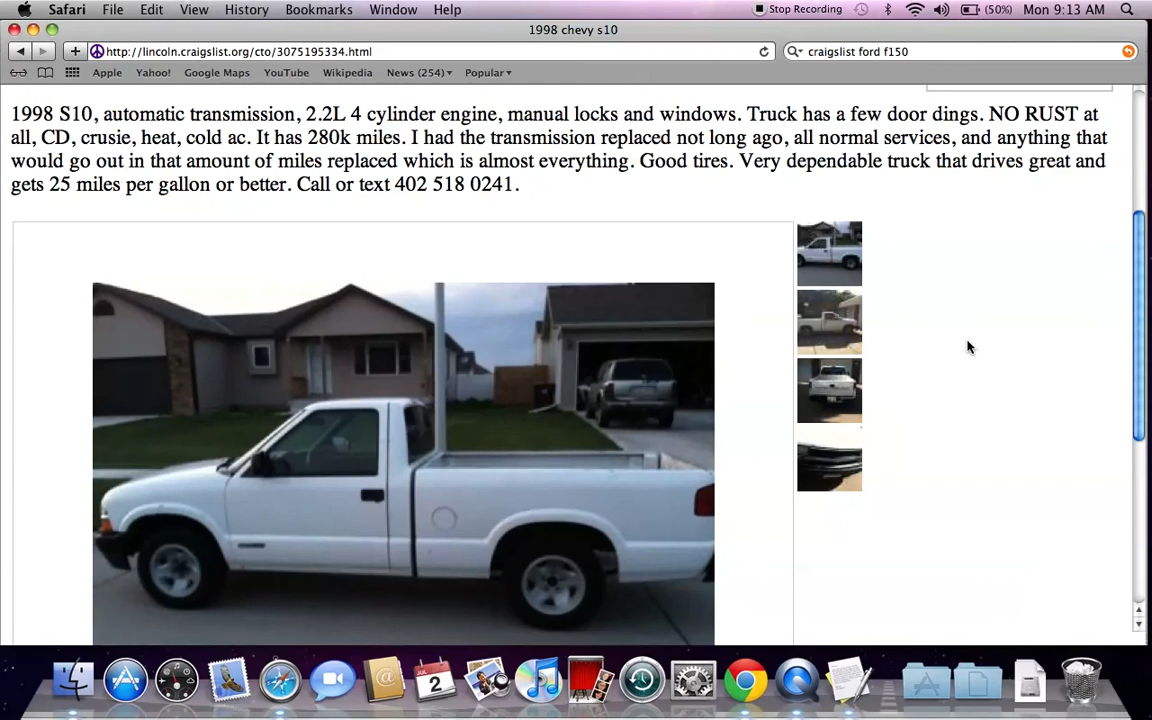 Safari File Edit View History Bookmarks Window Help Stop Recording (50%) Mon 9:13 AM
1998 chevy s10
http://lincoln.craigslist.org/cto/3075195334.html craigslist ford f150
Apple Yahoo! Google Maps YouTube Wikipedia News (254) Popular
1998 S10, automatic transmission, 2.2L 4 cylinder engine, manual locks and windows. Truck has a few door dings. NO RUST at
all, CD, crusie, heat, cold ac. It has 280k miles. I had the transmission replaced not long ago, all normal services, and anything that
would go out in that amount of miles replaced which is almost everything. Good tires. Very dependable truck that drives great and
gets 25 miles per gallon or better. Call or text 402 518 0241.
JUL
2